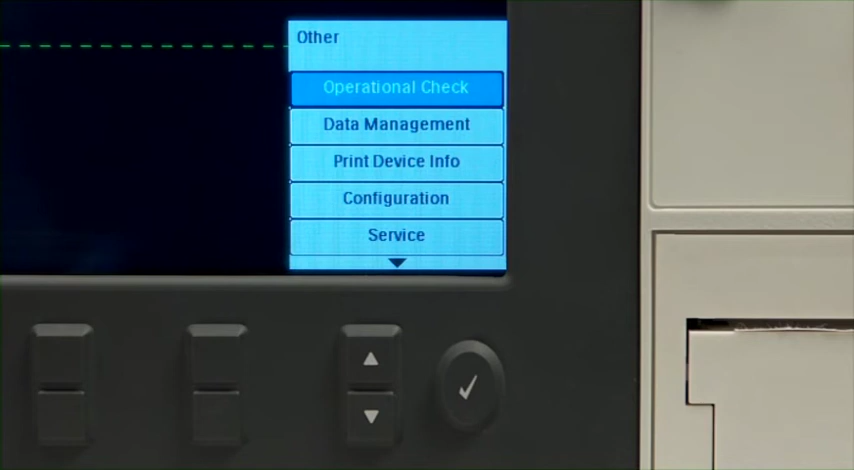 Other
Operational Check
Data Management
Print Device Info
Configuration
Service